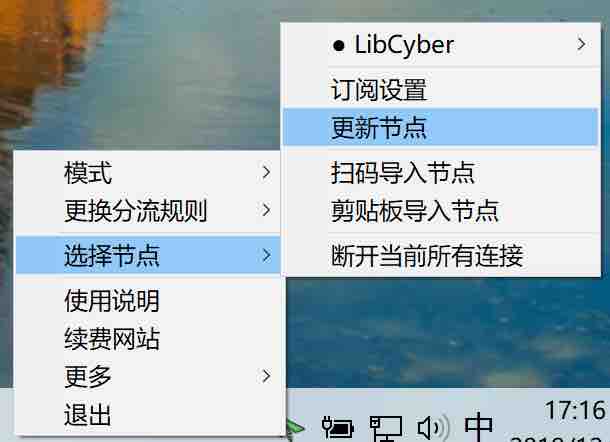 ● LibCyber
订阅设置
更新节点
扫码导入节点
剪贴板导入节点
断开当前所有连接
模式
更换分流规则
选择节点
使用说明
续费网站
更多
退出
中
17:16